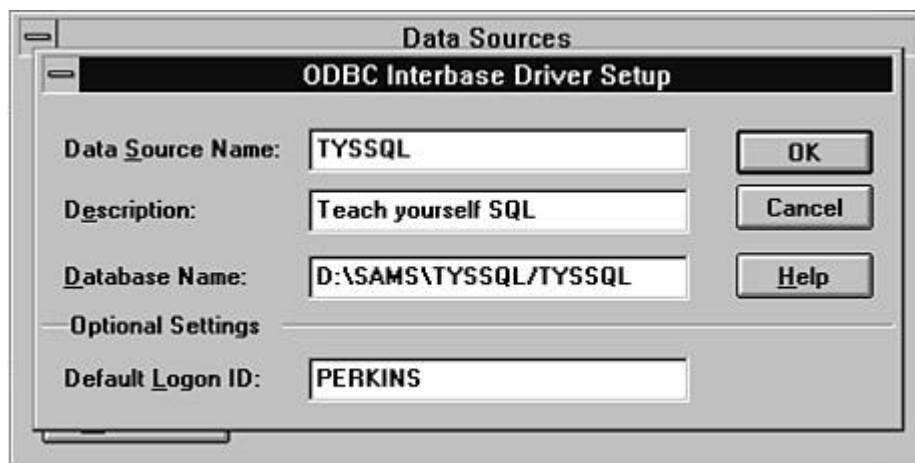 Data Sources
ODBC Interbase Driver Setup
Data Source Name: TYSSQL OK
Description: Teach yourself SQL Cancel
Database Name: D:\SAMS\TYSSQL/TYSSQL Help
Optional Settings
Default Logon ID: PERKINS